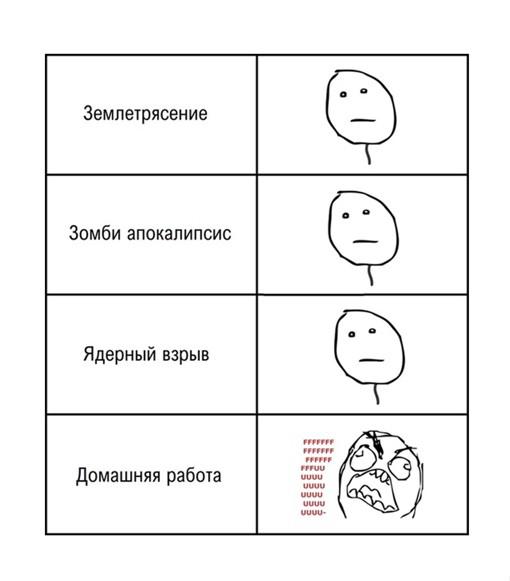 Землетрясение
Зомби апокалипсис
Ядерный взрыв
Домашняя работа
FFFFFFF
FFFFFFF
FFFFFF
FFFUU
UUUU
UUUU
UUUU
UUUU
UUUU-